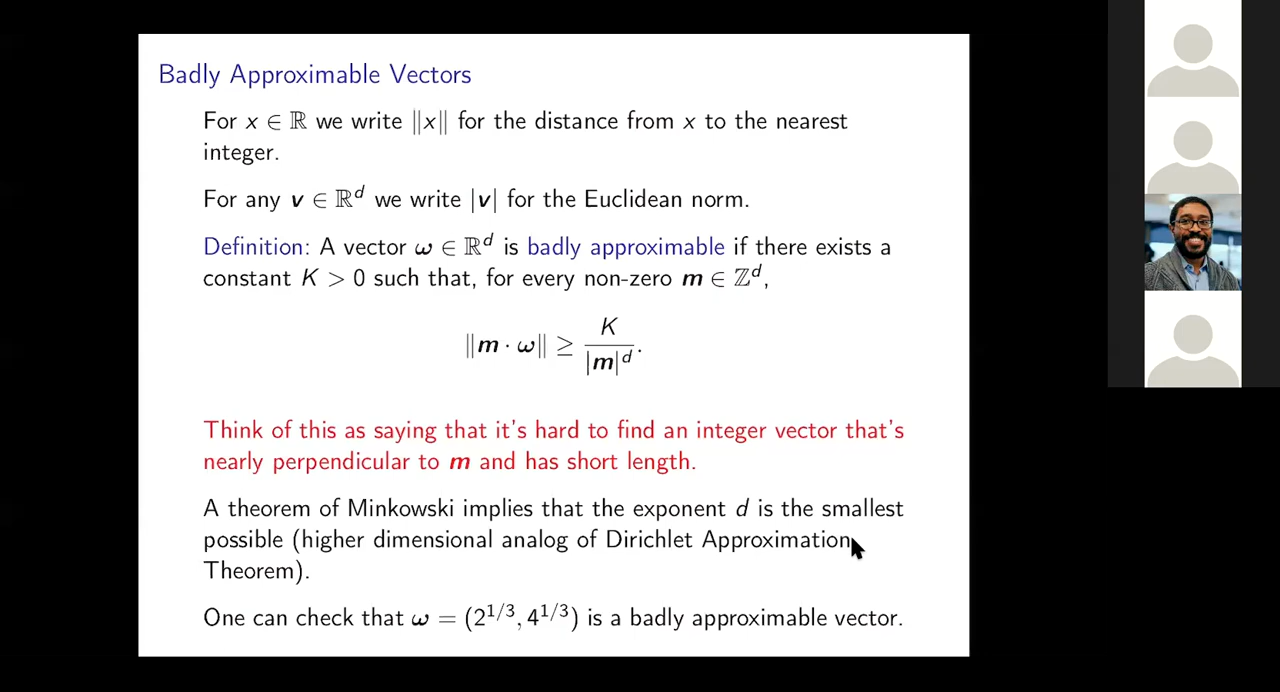 Badly Approximable Vectors
For x ∈ ℝ we write ‖x‖ for the distance from x to the nearest
integer.
For any v ∈ ℝ^d we write |v| for the Euclidean norm.
Definition: A vector ω ∈ ℝ^d is badly approximable if there exists a
constant K > 0 such that, for every non-zero m ∈ ℤ^d,
‖m · ω‖ ≥ K / |m|^d.
Think of this as saying that it's hard to find an integer vector that's
nearly perpendicular to m and has short length.
A theorem of Minkowski implies that the exponent d is the smallest
possible (higher dimensional analog of Dirichlet Approximation
Theorem).
One can check that ω = (2^{1/3}, 4^{1/3}) is a badly approximable vector.